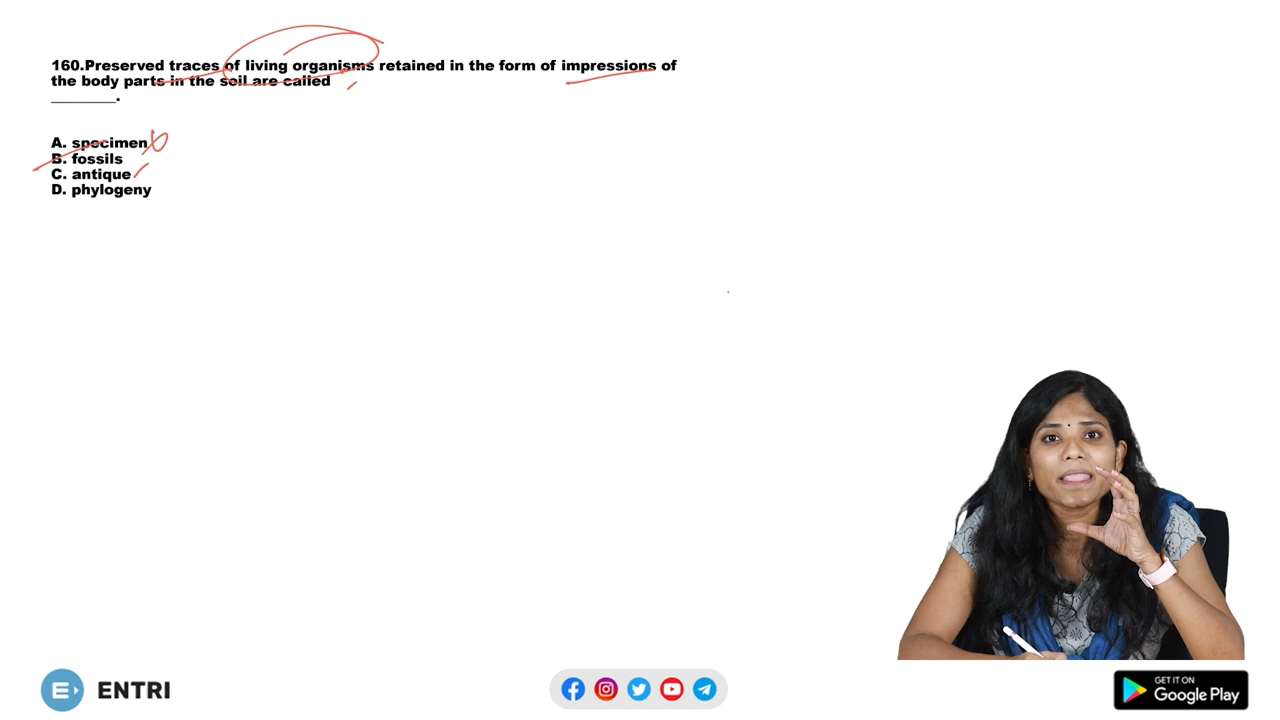 160.Preserved traces of living organisms retained in the form of impressions of
the body parts in the soil are called
________.
A. specimen
B. fossils
C. antique
D. phylogeny
E
ENTRI
GET IT ON
Google Play